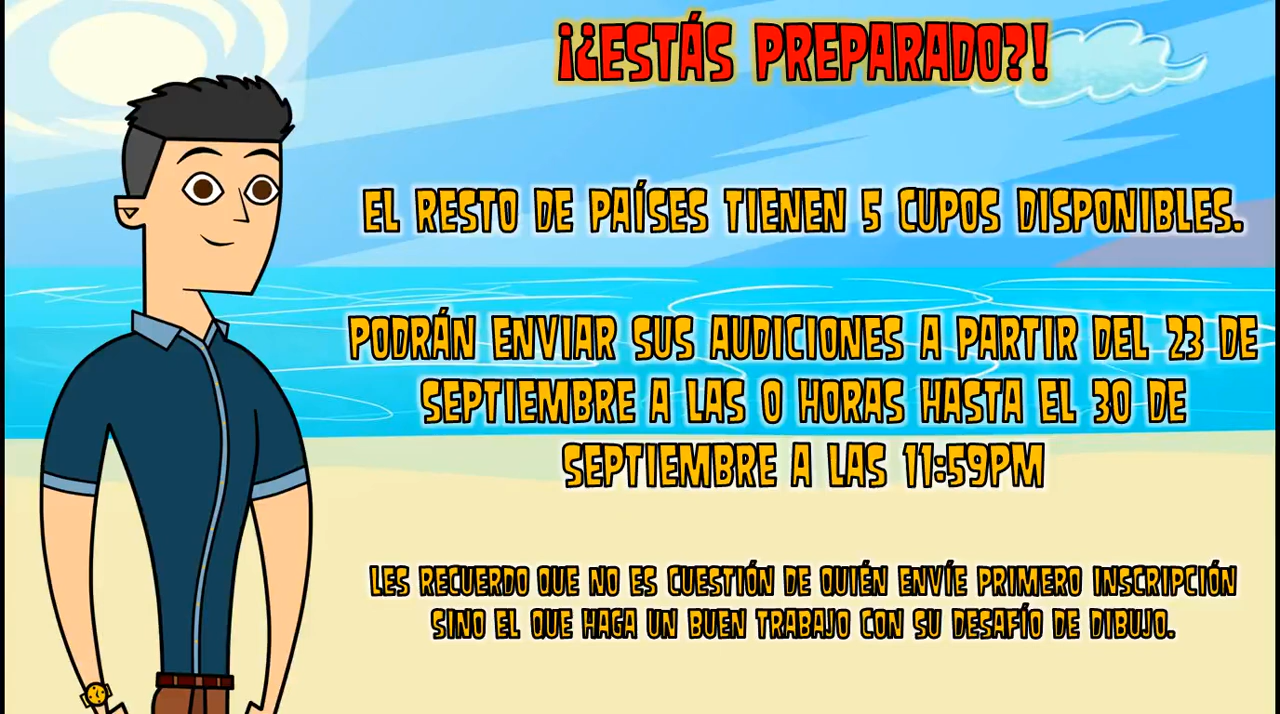 ¡¿ESTÁS PREPARADO?!
EL RESTO DE PAÍSES TIENEN 5 CUPOS DISPONIBLES.
PODRÁN ENVIAR SUS AUDICIONES A PARTIR DEL 23 DE
SEPTIEMBRE A LAS 0 HORAS HASTA EL 30 DE
SEPTIEMBRE A LAS 11:59PM
LES RECUERDO QUE NO ES CUESTIÓN DE QUIÉN ENVÍE PRIMERO INSCRIPCIÓN
SINO EL QUE HAGA UN BUEN TRABAJO CON SU DESAFÍO DE DIBUJO.